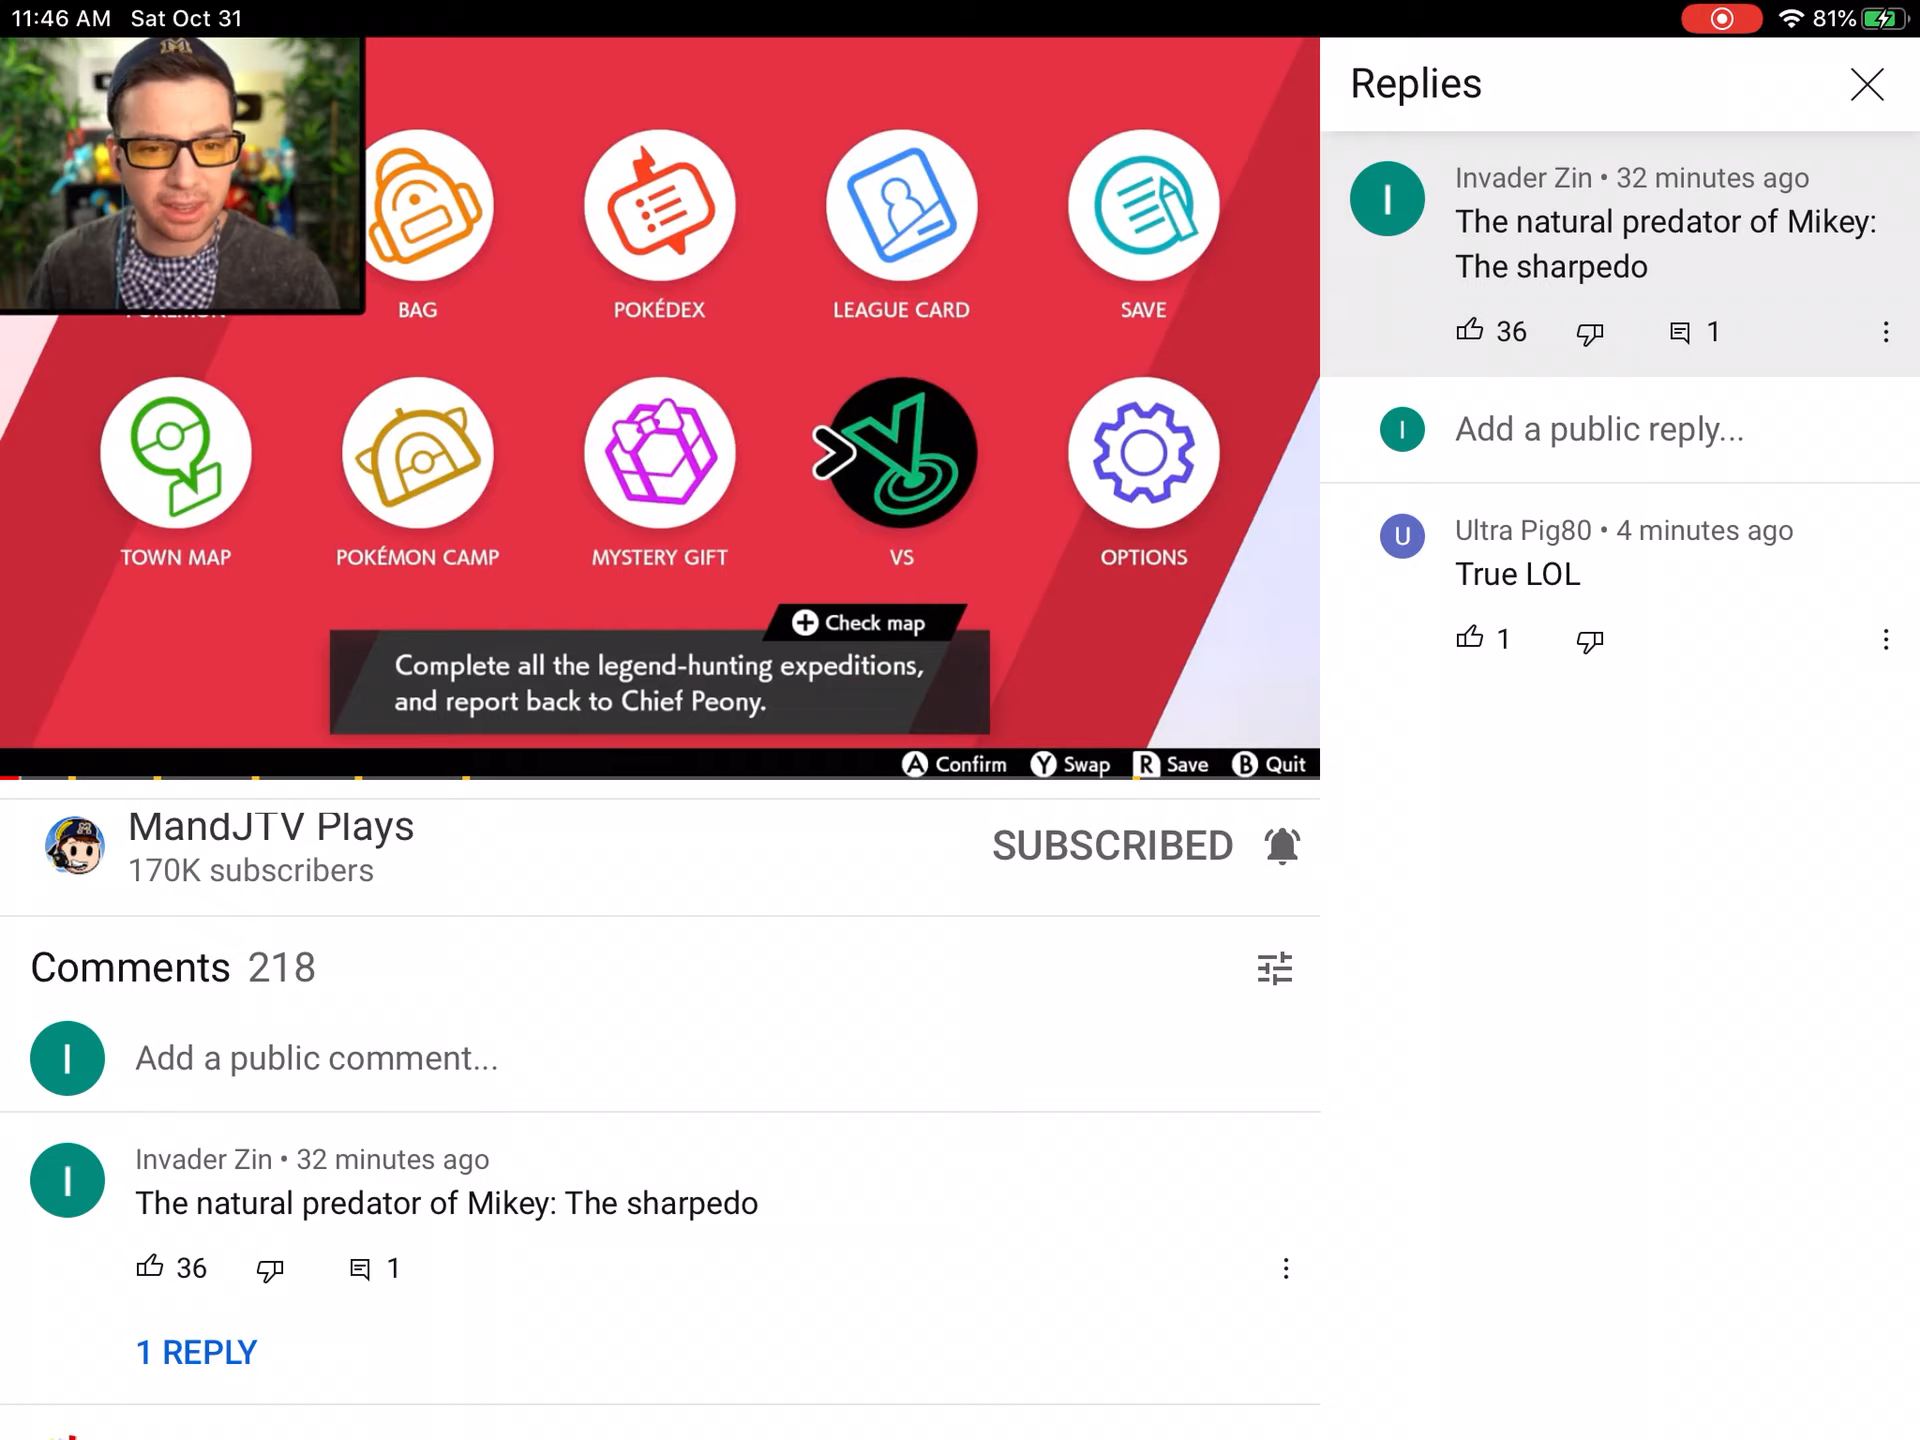 11:46 AM Sat Oct 31
81%
Replies
BAG
POKÉDEX
LEAGUE CARD
SAVE
TOWN MAP
POKÉMON CAMP
MYSTERY GIFT
VS
OPTIONS
Check map
Complete all the legend-hunting expeditions,
and report back to Chief Peony.
A Confirm Y Swap R Save B Quit
MandJTV Plays
170K subscribers
SUBSCRIBED
Comments 218
I
Add a public comment...
I
Invader Zin • 32 minutes ago
The natural predator of Mikey: The sharpedo
36 1
1 REPLY
I
Invader Zin • 32 minutes ago
The natural predator of Mikey:
The sharpedo
36 1
I
Add a public reply...
U
Ultra Pig80 • 4 minutes ago
True LOL
1